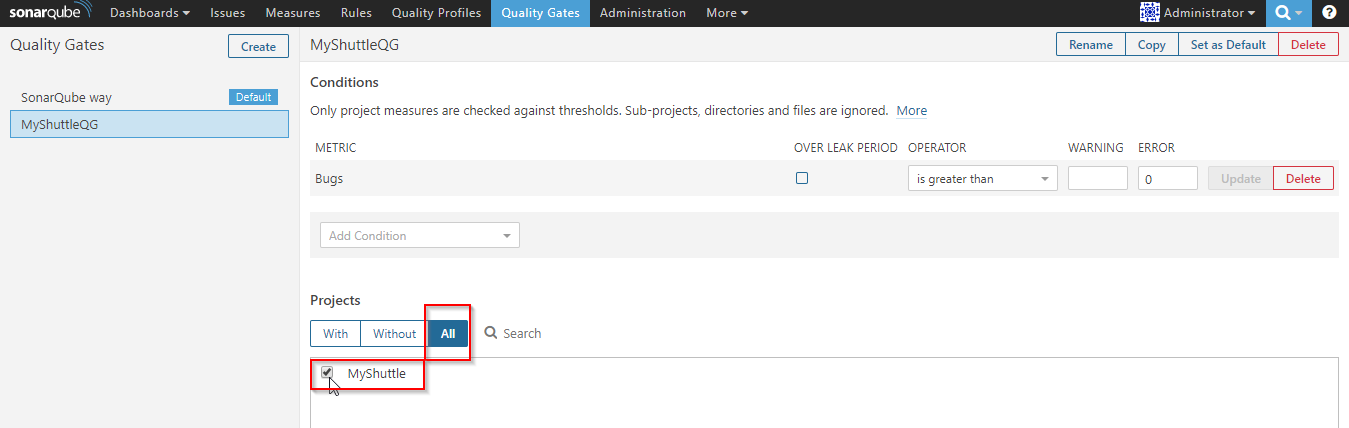 sonarqube Dashboards Issues Measures Rules Quality Profiles Quality Gates Administration More Administrator ?
Quality Gates Create
SonarQube way Default
MyShuttleQG
MyShuttleQG Rename Copy Set as Default Delete
Conditions
Only project measures are checked against thresholds. Sub-projects, directories and files are ignored. More
METRIC OVER LEAK PERIOD OPERATOR WARNING ERROR
Bugs is greater than 0 Update Delete
Add Condition
Projects
With Without All Search
MyShuttle